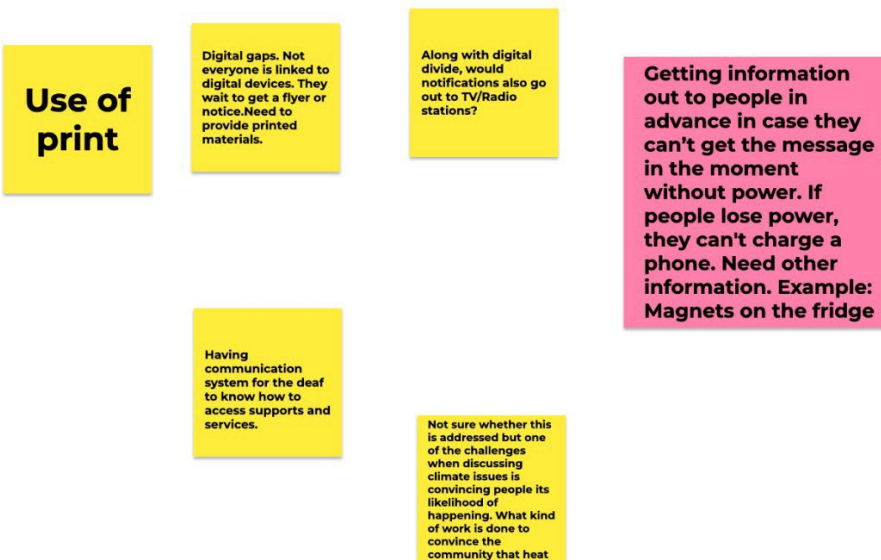 Use of
print
Digital gaps. Not
everyone is linked to
digital devices. They
wait to get a flyer or
notice.Need to
provide printed
materials.
Along with digital
divide, would
notifications also go
out to TV/Radio
stations?
Getting information
out to people in
advance in case they
can’t get the message
in the moment
without power. If
people lose power,
they can't charge a
phone. Need other
information. Example:
Magnets on the fridge
Having
communication
system for the deaf
to know how to
access supports and
services.
Not sure whether this
is addressed but one
of the challenges
when discussing
climate issues is
convincing people its
likelihood of
happening. What kind
of work is done to
convince the
community that heat